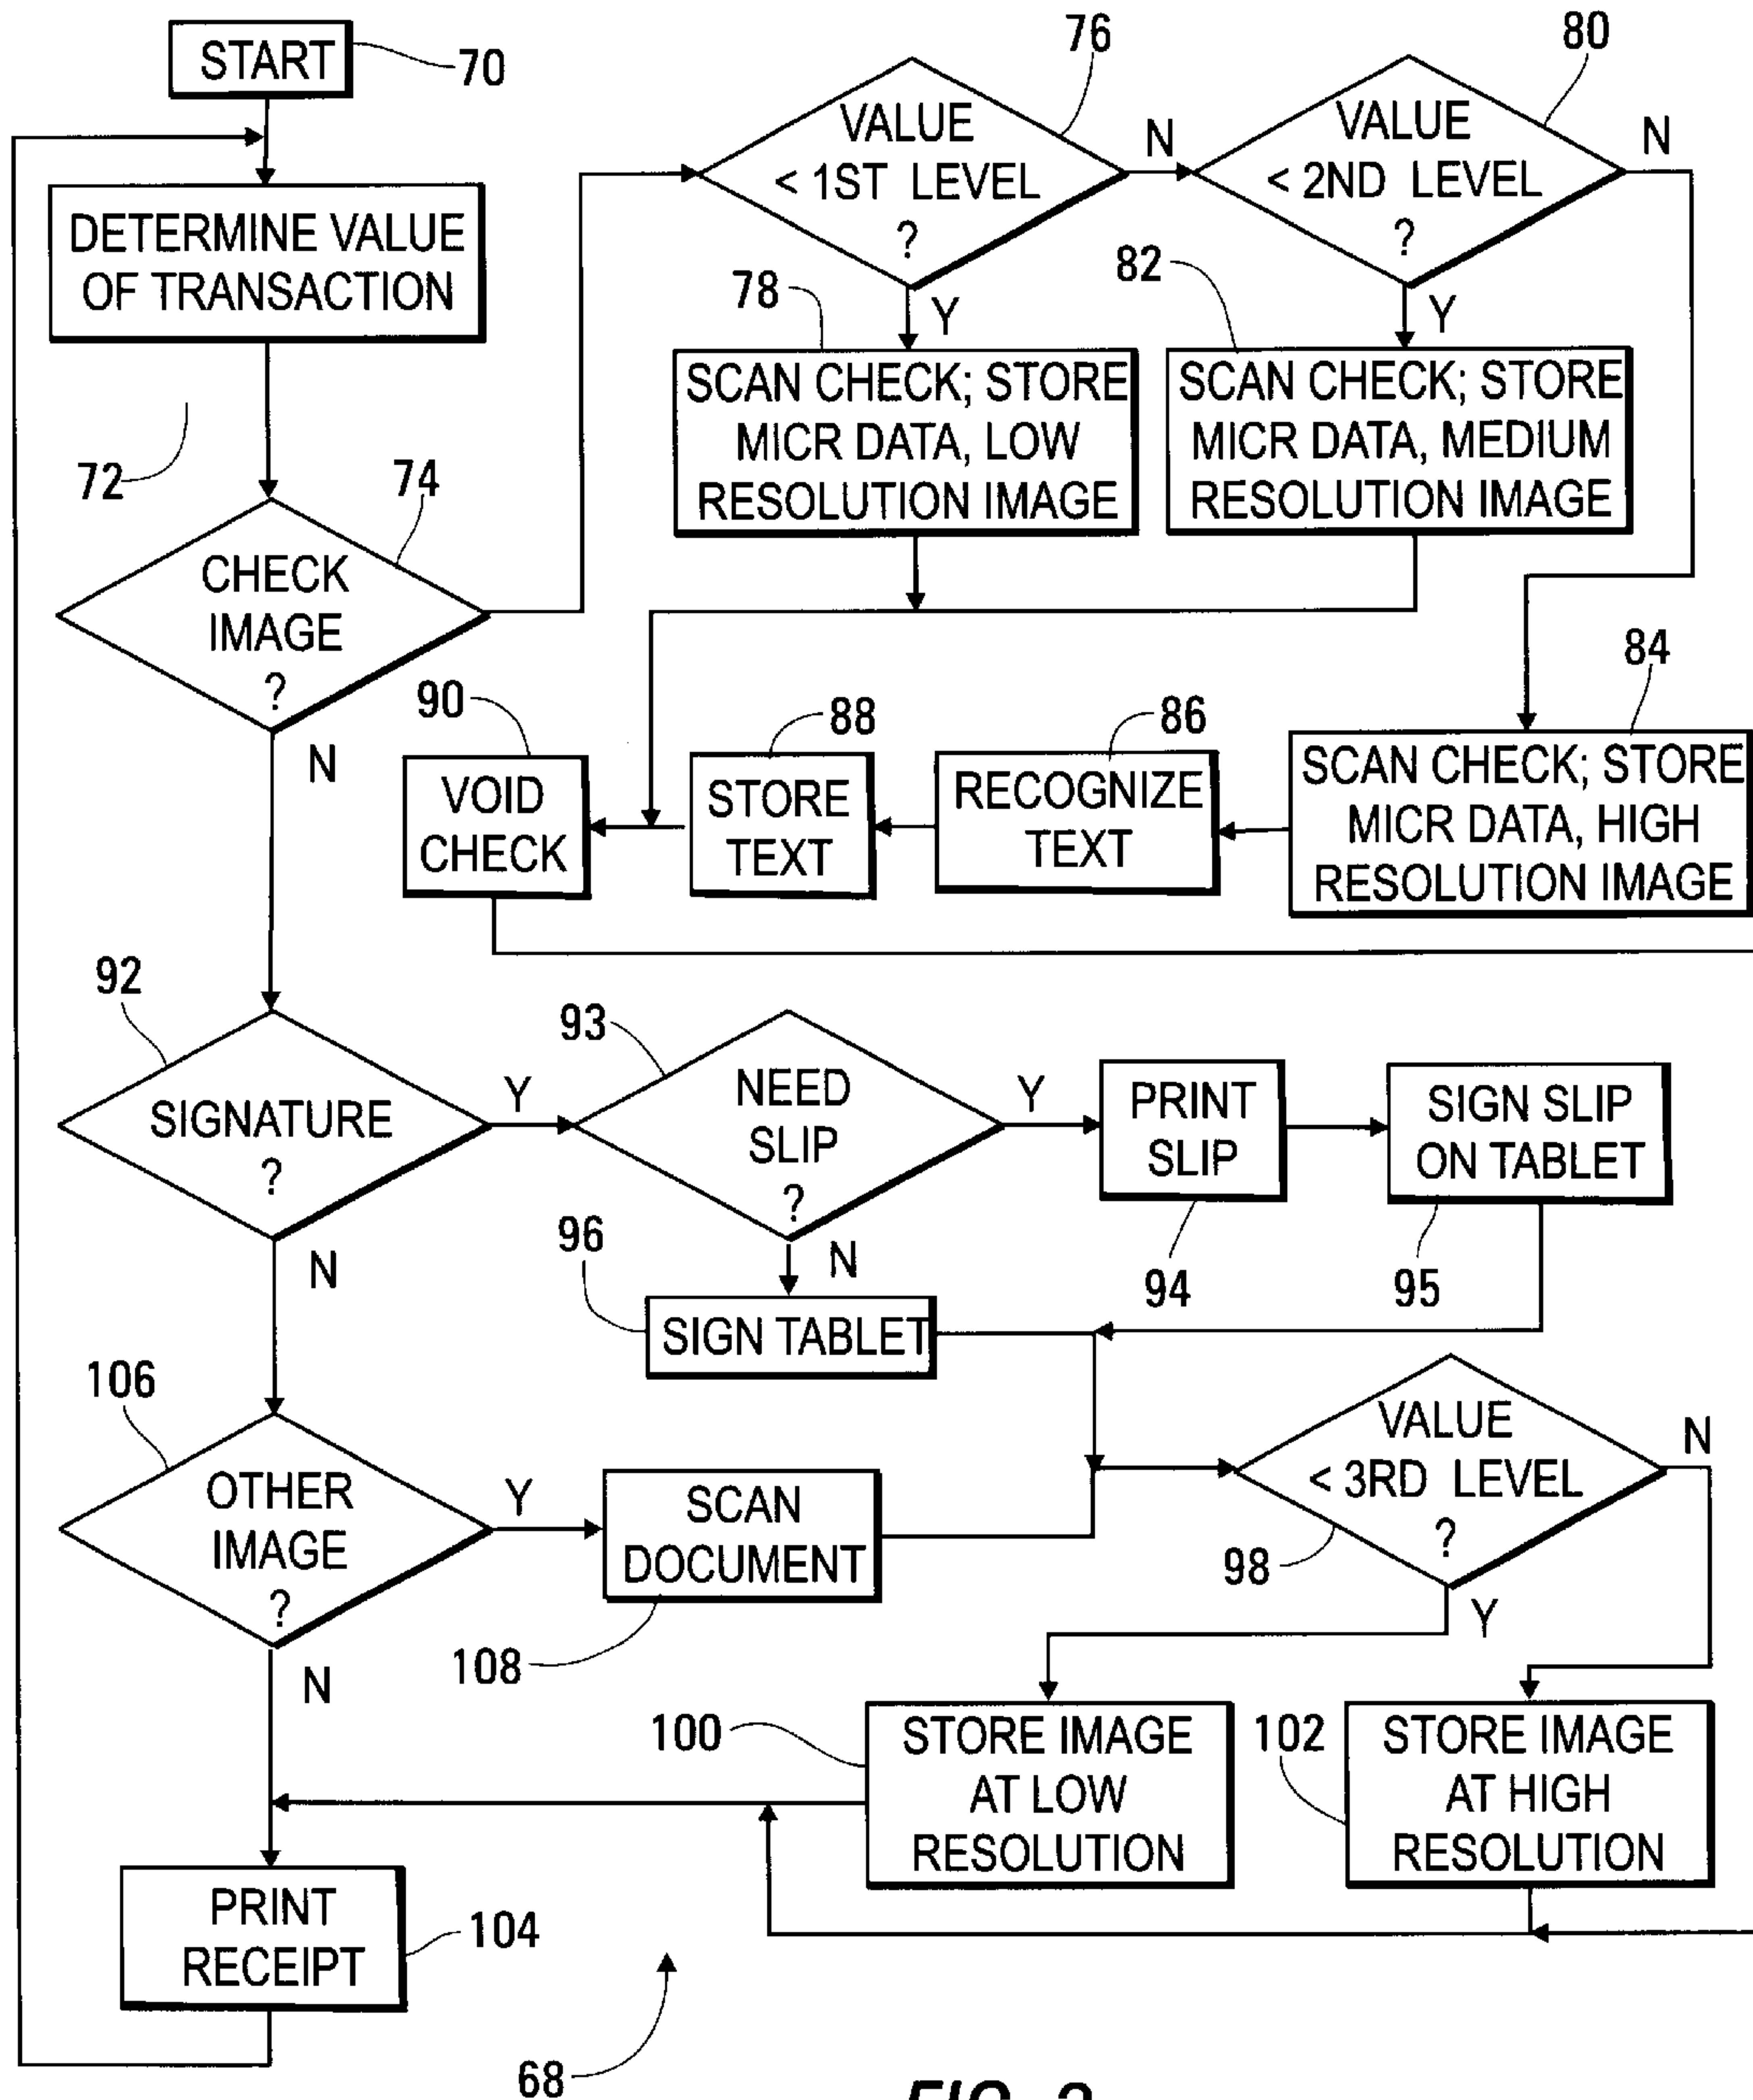 START
70
DETERMINE VALUE
OF TRANSACTION
72
74
CHECK
IMAGE
?
N
76
VALUE
< 1ST LEVEL
?
N
Y
80
VALUE
< 2ND LEVEL
?
N
Y
78
SCAN CHECK; STORE
MICR DATA, LOW
RESOLUTION IMAGE
82
SCAN CHECK; STORE
MICR DATA, MEDIUM
RESOLUTION IMAGE
84
SCAN CHECK; STORE
MICR DATA, HIGH
RESOLUTION IMAGE
86
RECOGNIZE
TEXT
88
STORE
TEXT
90
VOID
CHECK
92
SIGNATURE
?
Y
N
93
NEED
SLIP
?
Y
N
PRINT
SLIP
94
SIGN SLIP
ON TABLET
95
96
SIGN TABLET
106
OTHER
IMAGE
?
Y
N
SCAN
DOCUMENT
108
VALUE
< 3RD LEVEL
?
98
N
Y
100
STORE IMAGE
AT LOW
RESOLUTION
102
STORE IMAGE
AT HIGH
RESOLUTION
PRINT
RECEIPT
104
68